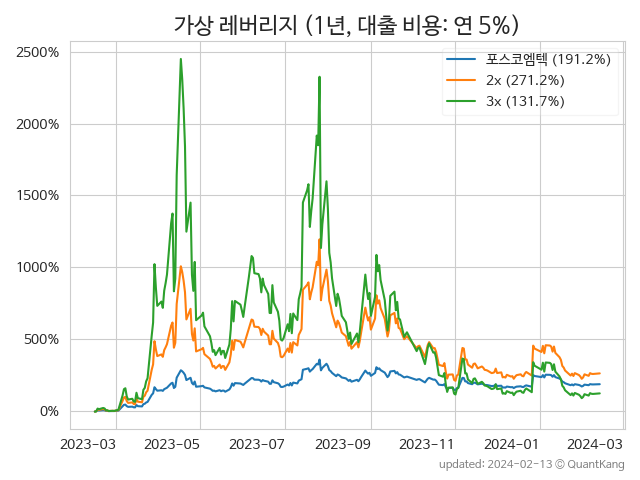 가상 레버리지 (1년, 대출 비용: 연 5%)
2500%
2000%
1500%
1000%
500%
0%
포스코엠텍 (191.2%)
2x (271.2%)
3x (131.7%)
2023-03 2023-05 2023-07 2023-09 2023-11 2024-01 2024-03
updated: 2024-02-13 © QuantKang